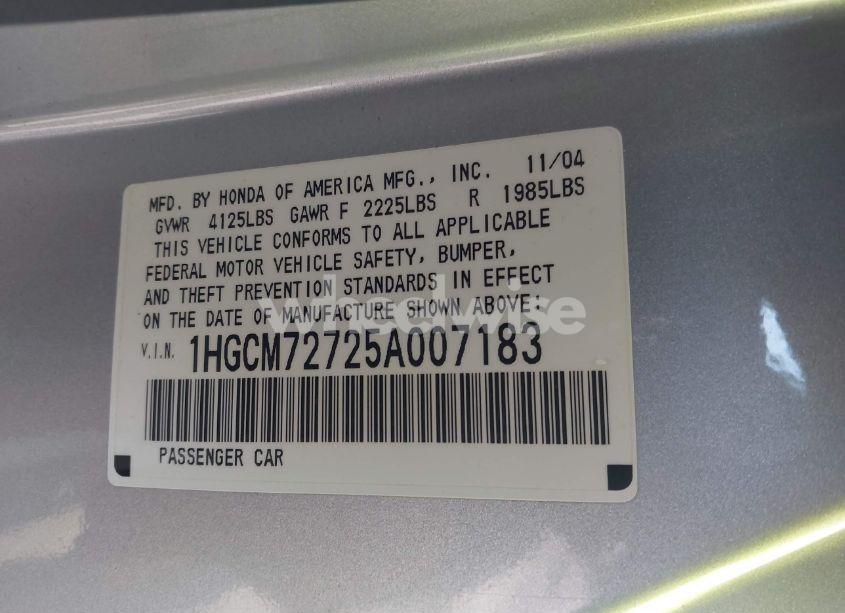 MFD. BY HONDA OF AMERICA MFG., INC. 11/04
GVWR 4125LBS GAWR F 2225LBS R 1985LBS
THIS VEHICLE CONFORMS TO ALL APPLICABLE
FEDERAL MOTOR VEHICLE SAFETY, BUMPER,
AND THEFT PREVENTION STANDARDS IN EFFECT
ON THE DATE OF MANUFACTURE SHOWN ABOVE:
wheelwise
V.I.N. 1HGCM72725A007183
PASSENGER CAR